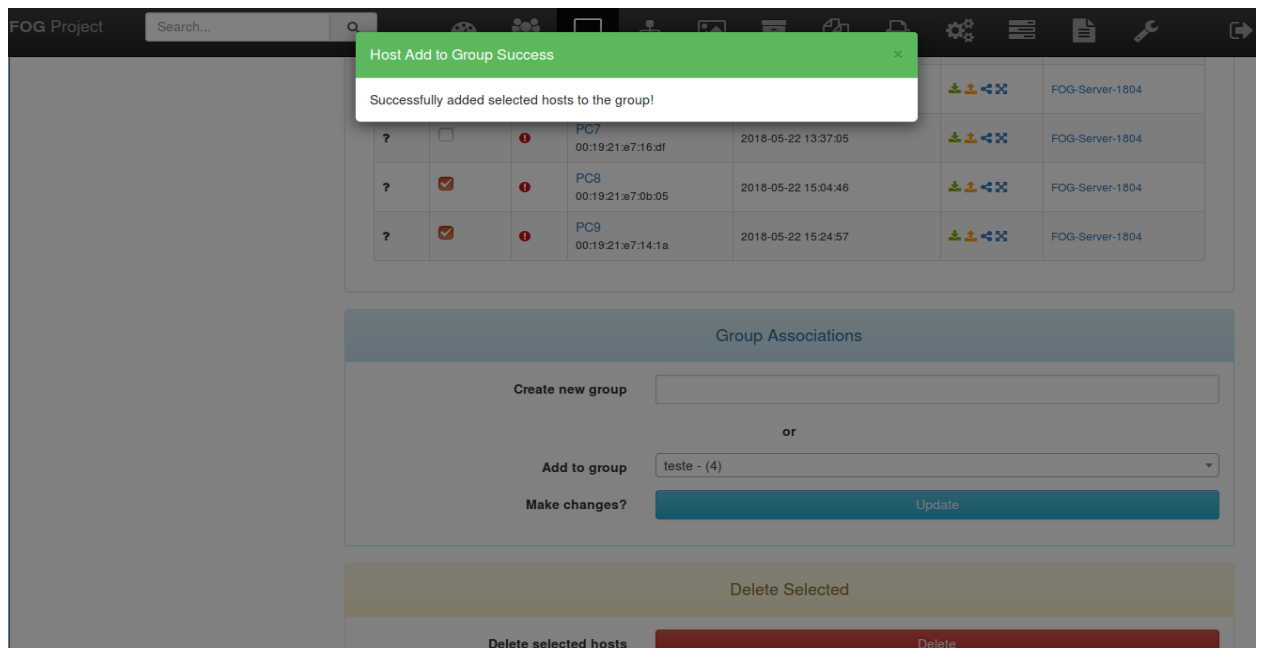 FOG Project
Search...
Host Add to Group Success
×
Successfully added selected hosts to the group!
FOG-Server-1804
?
PC7
00:19:21:e7:16:df
2018-05-22 13:37:05
FOG-Server-1804
?
PC8
00:19:21:e7:0b:05
2018-05-22 15:04:46
FOG-Server-1804
?
PC9
00:19:21:e7:14:1a
2018-05-22 15:24:57
FOG-Server-1804
Group Associations
Create new group
or
Add to group
teste - (4)
Make changes?
Update
Delete Selected
Delete selected hosts
Delete